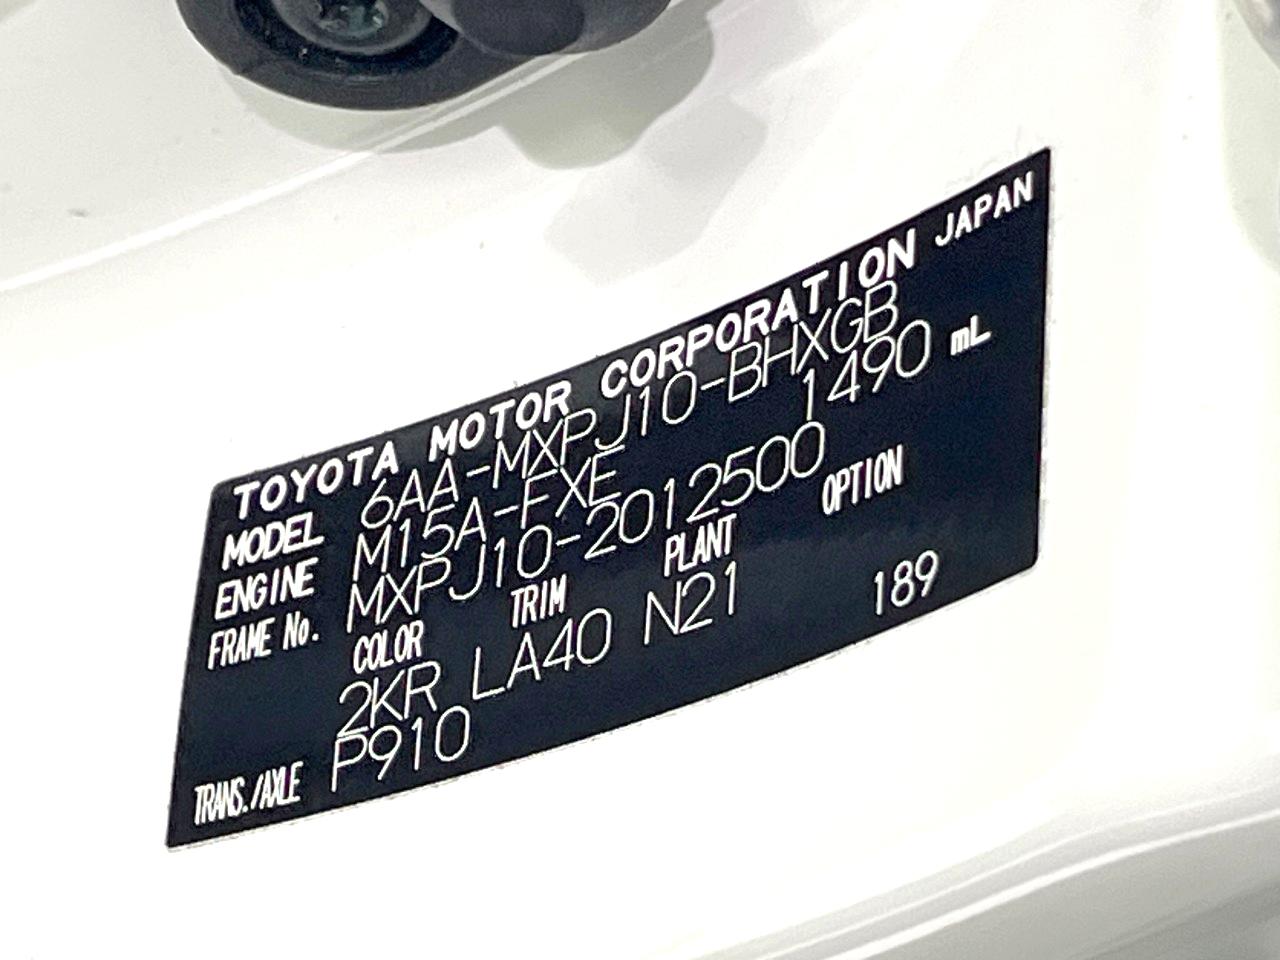 TOYOTA MOTOR CORPORATION JAPAN
MODEL 6AA-MXPJ10-BHXGB
ENGINE M15A-FXE 1490 mL
FRAME No. MXPJ10-2012500
COLOR TRIM PLANT OPTION
2KR LA40 N21 189
TRANS./AXLE P910